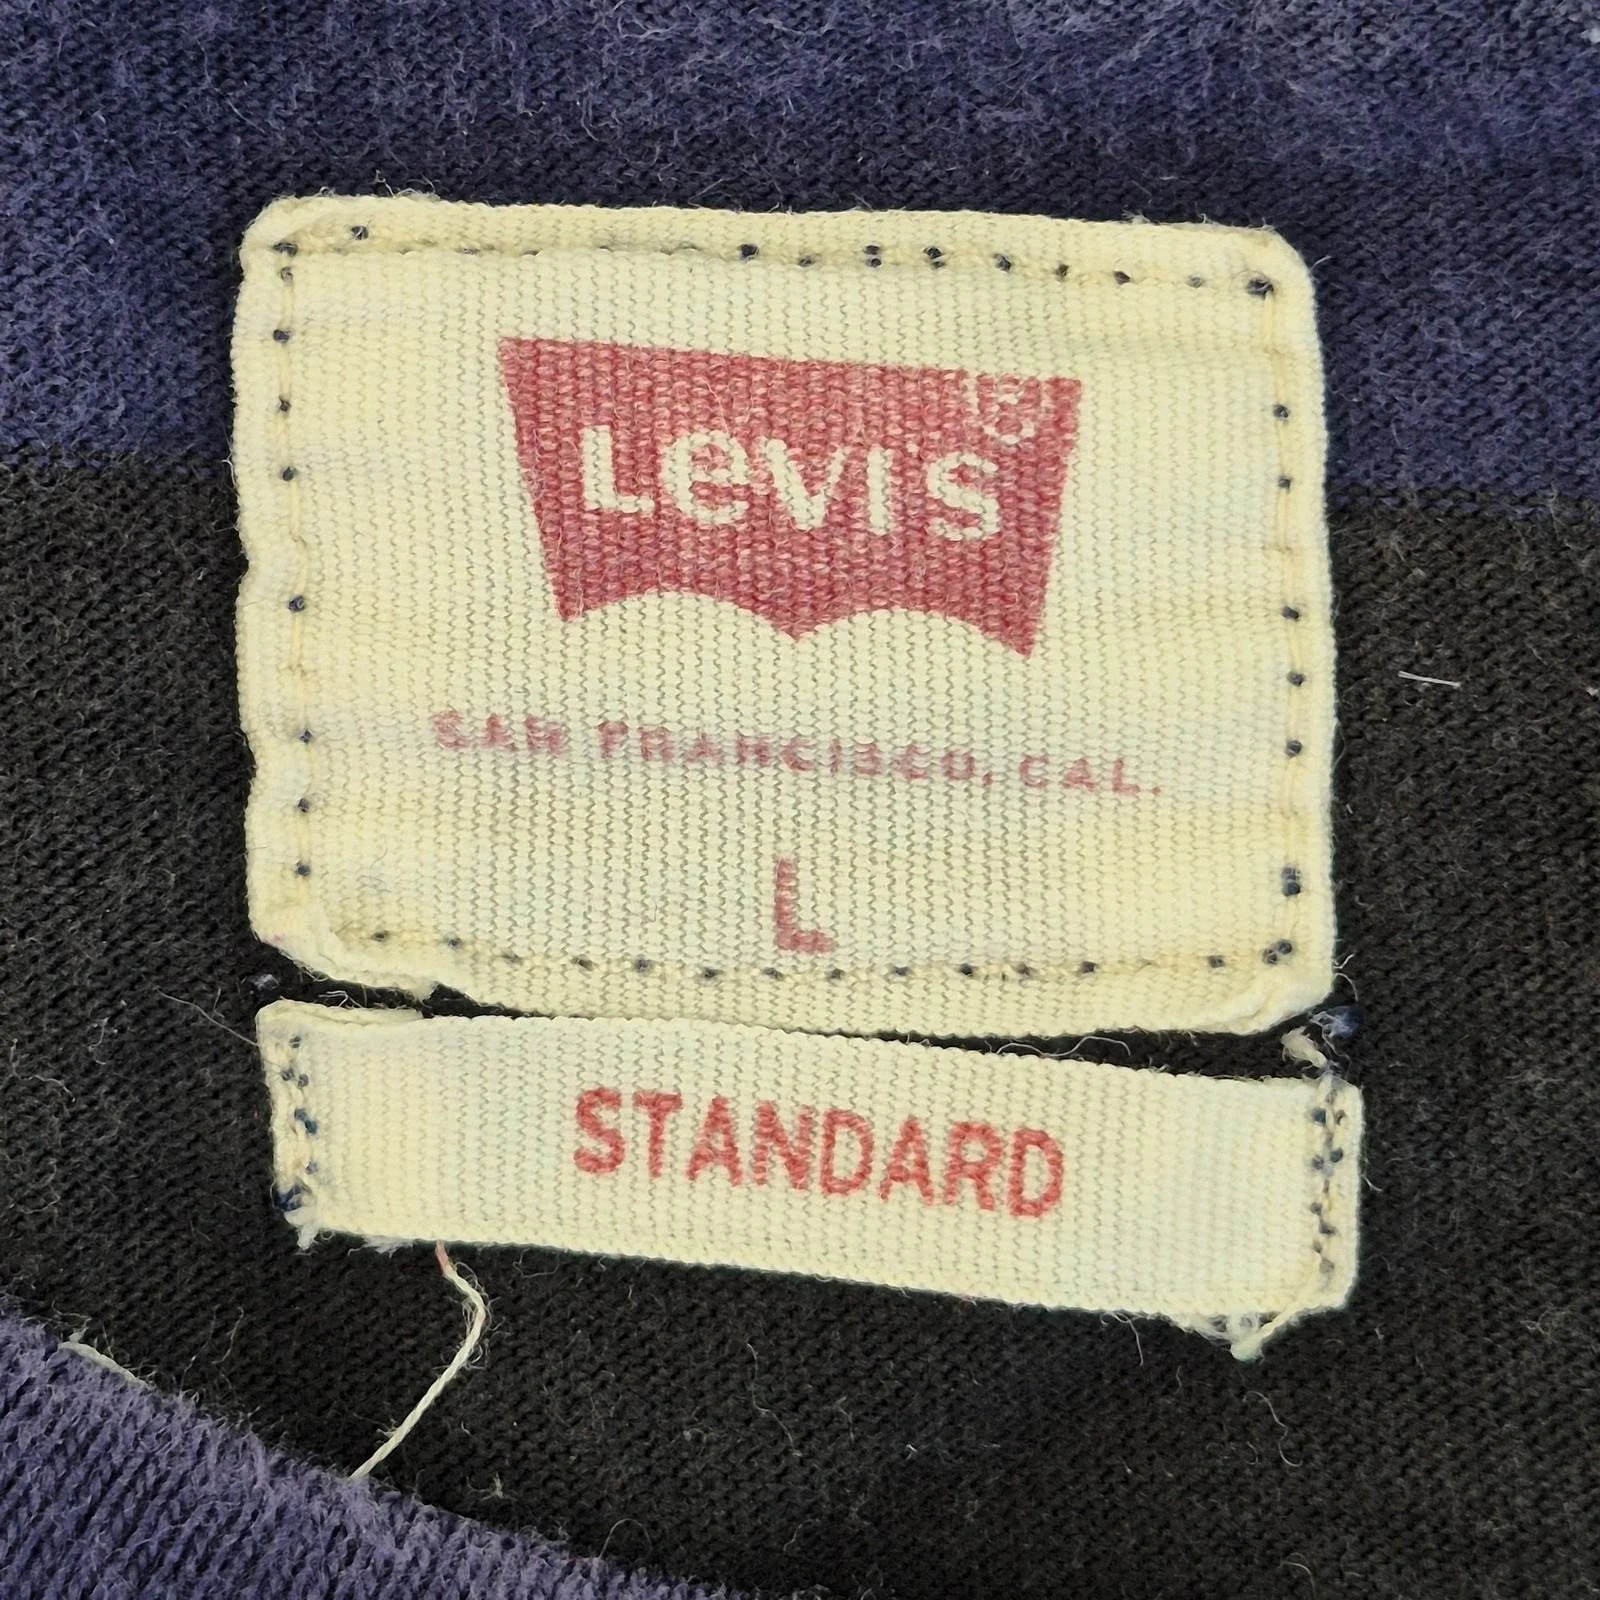 Levi's®
SAN FRANCISCO, CAL.
L
STANDARD